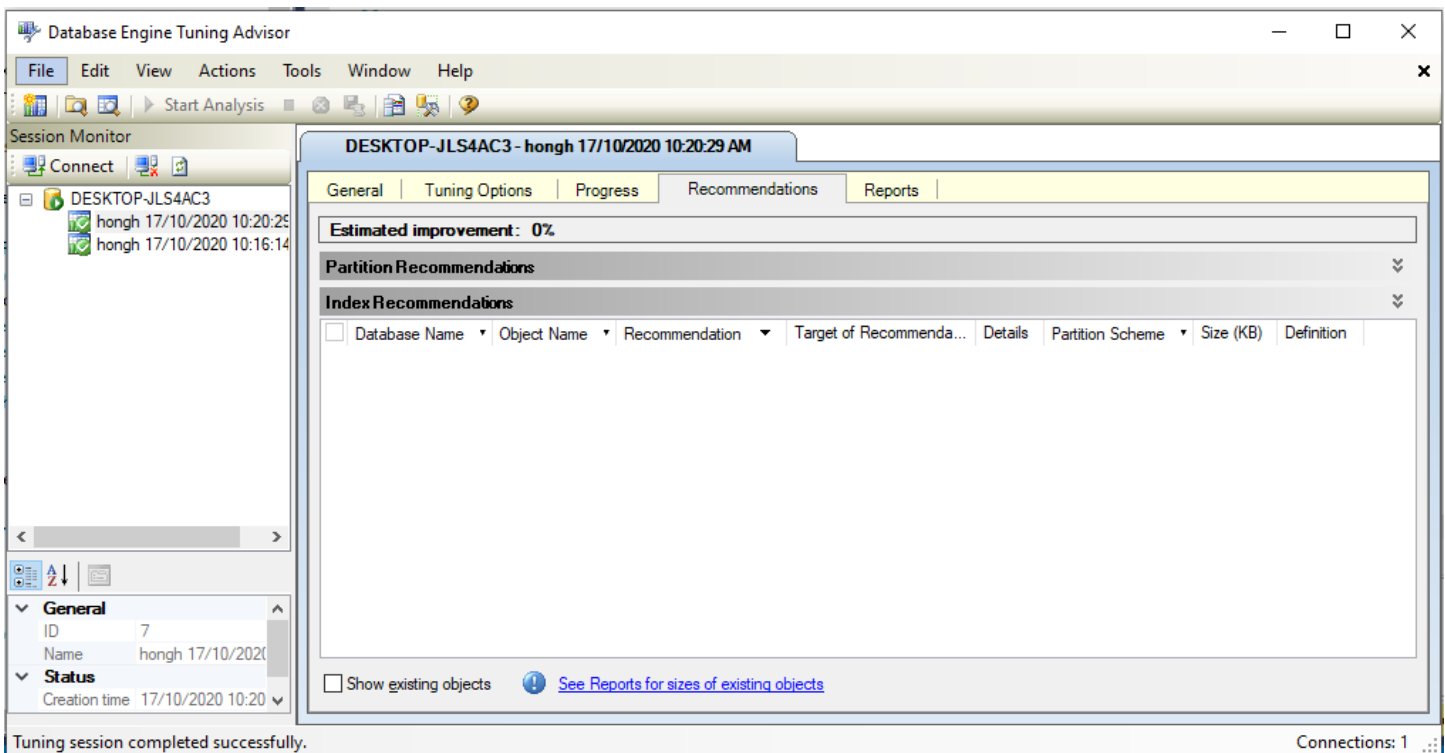 Database Engine Tuning Advisor
File Edit View Actions Tools Window Help
Start Analysis
Session Monitor
Connect
DESKTOP-JLS4AC3
hongh 17/10/2020 10:20:29
hongh 17/10/2020 10:16:14
General
ID 7
Name hongh 17/10/2020
Status
Creation time 17/10/2020 10:20
DESKTOP-JLS4AC3 - hongh 17/10/2020 10:20:29 AM
General Tuning Options Progress Recommendations Reports
Estimated improvement: 0%
Partition Recommendations
Index Recommendations
Database Name Object Name Recommendation Target of Recommenda... Details Partition Scheme Size (KB) Definition
Show existing objects See Reports for sizes of existing objects
Tuning session completed successfully. Connections: 1